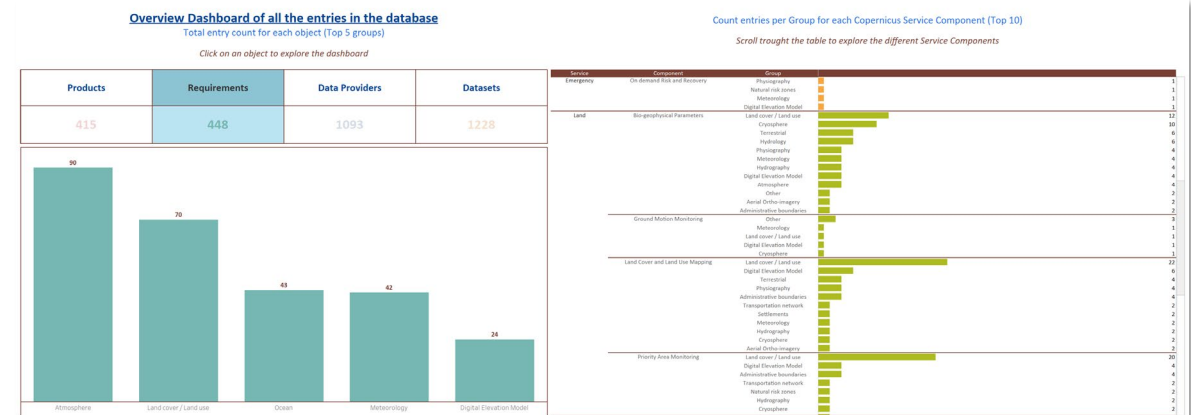 Overview Dashboard of all the entries in the database
Total entry count for each object (Top 5 groups)
Click on an object to explore the dashboard
Products Requirements Data Providers Datasets
415 448 1093 1228
90
70
43
42
24
Atmosphere Land cover / Land use Ocean Meteorology Digital Elevation Model
Count entries per Group for each Copernicus Service Component (Top 10)
Scroll trought the table to explore the different Service Components
Service Component Group
Emergency On demand Risk and Recovery Physiography 1
Natural risk zones 1
Meteorology 1
Digital Elevation Model 1
Land Bio-geophysical Parameters Land cover / Land use 12
Cryosphere 10
Terrestrial 6
Hydrology 6
Physiography 4
Meteorology 4
Hydrography 4
Digital Elevation Model 4
Atmosphere 4
Other 2
Aerial Ortho-imagery 2
Administrative boundaries 2
Ground Motion Monitoring Other 3
Meteorology 1
Land cover / Land use 1
Digital Elevation Model 1
Cryosphere 1
Land Cover and Land Use Mapping Land cover / Land use 22
Digital Elevation Model 6
Terrestrial 4
Physiography 4
Administrative boundaries 4
Transportation network 2
Settlements 2
Meteorology 2
Hydrography 2
Cryosphere 2
Aerial Ortho-imagery 2
Priority Area Monitoring Land cover / Land use 20
Digital Elevation Model 4
Administrative boundaries 4
Transportation network 2
Natural risk zones 2
Hydrography 2
Cryosphere 2